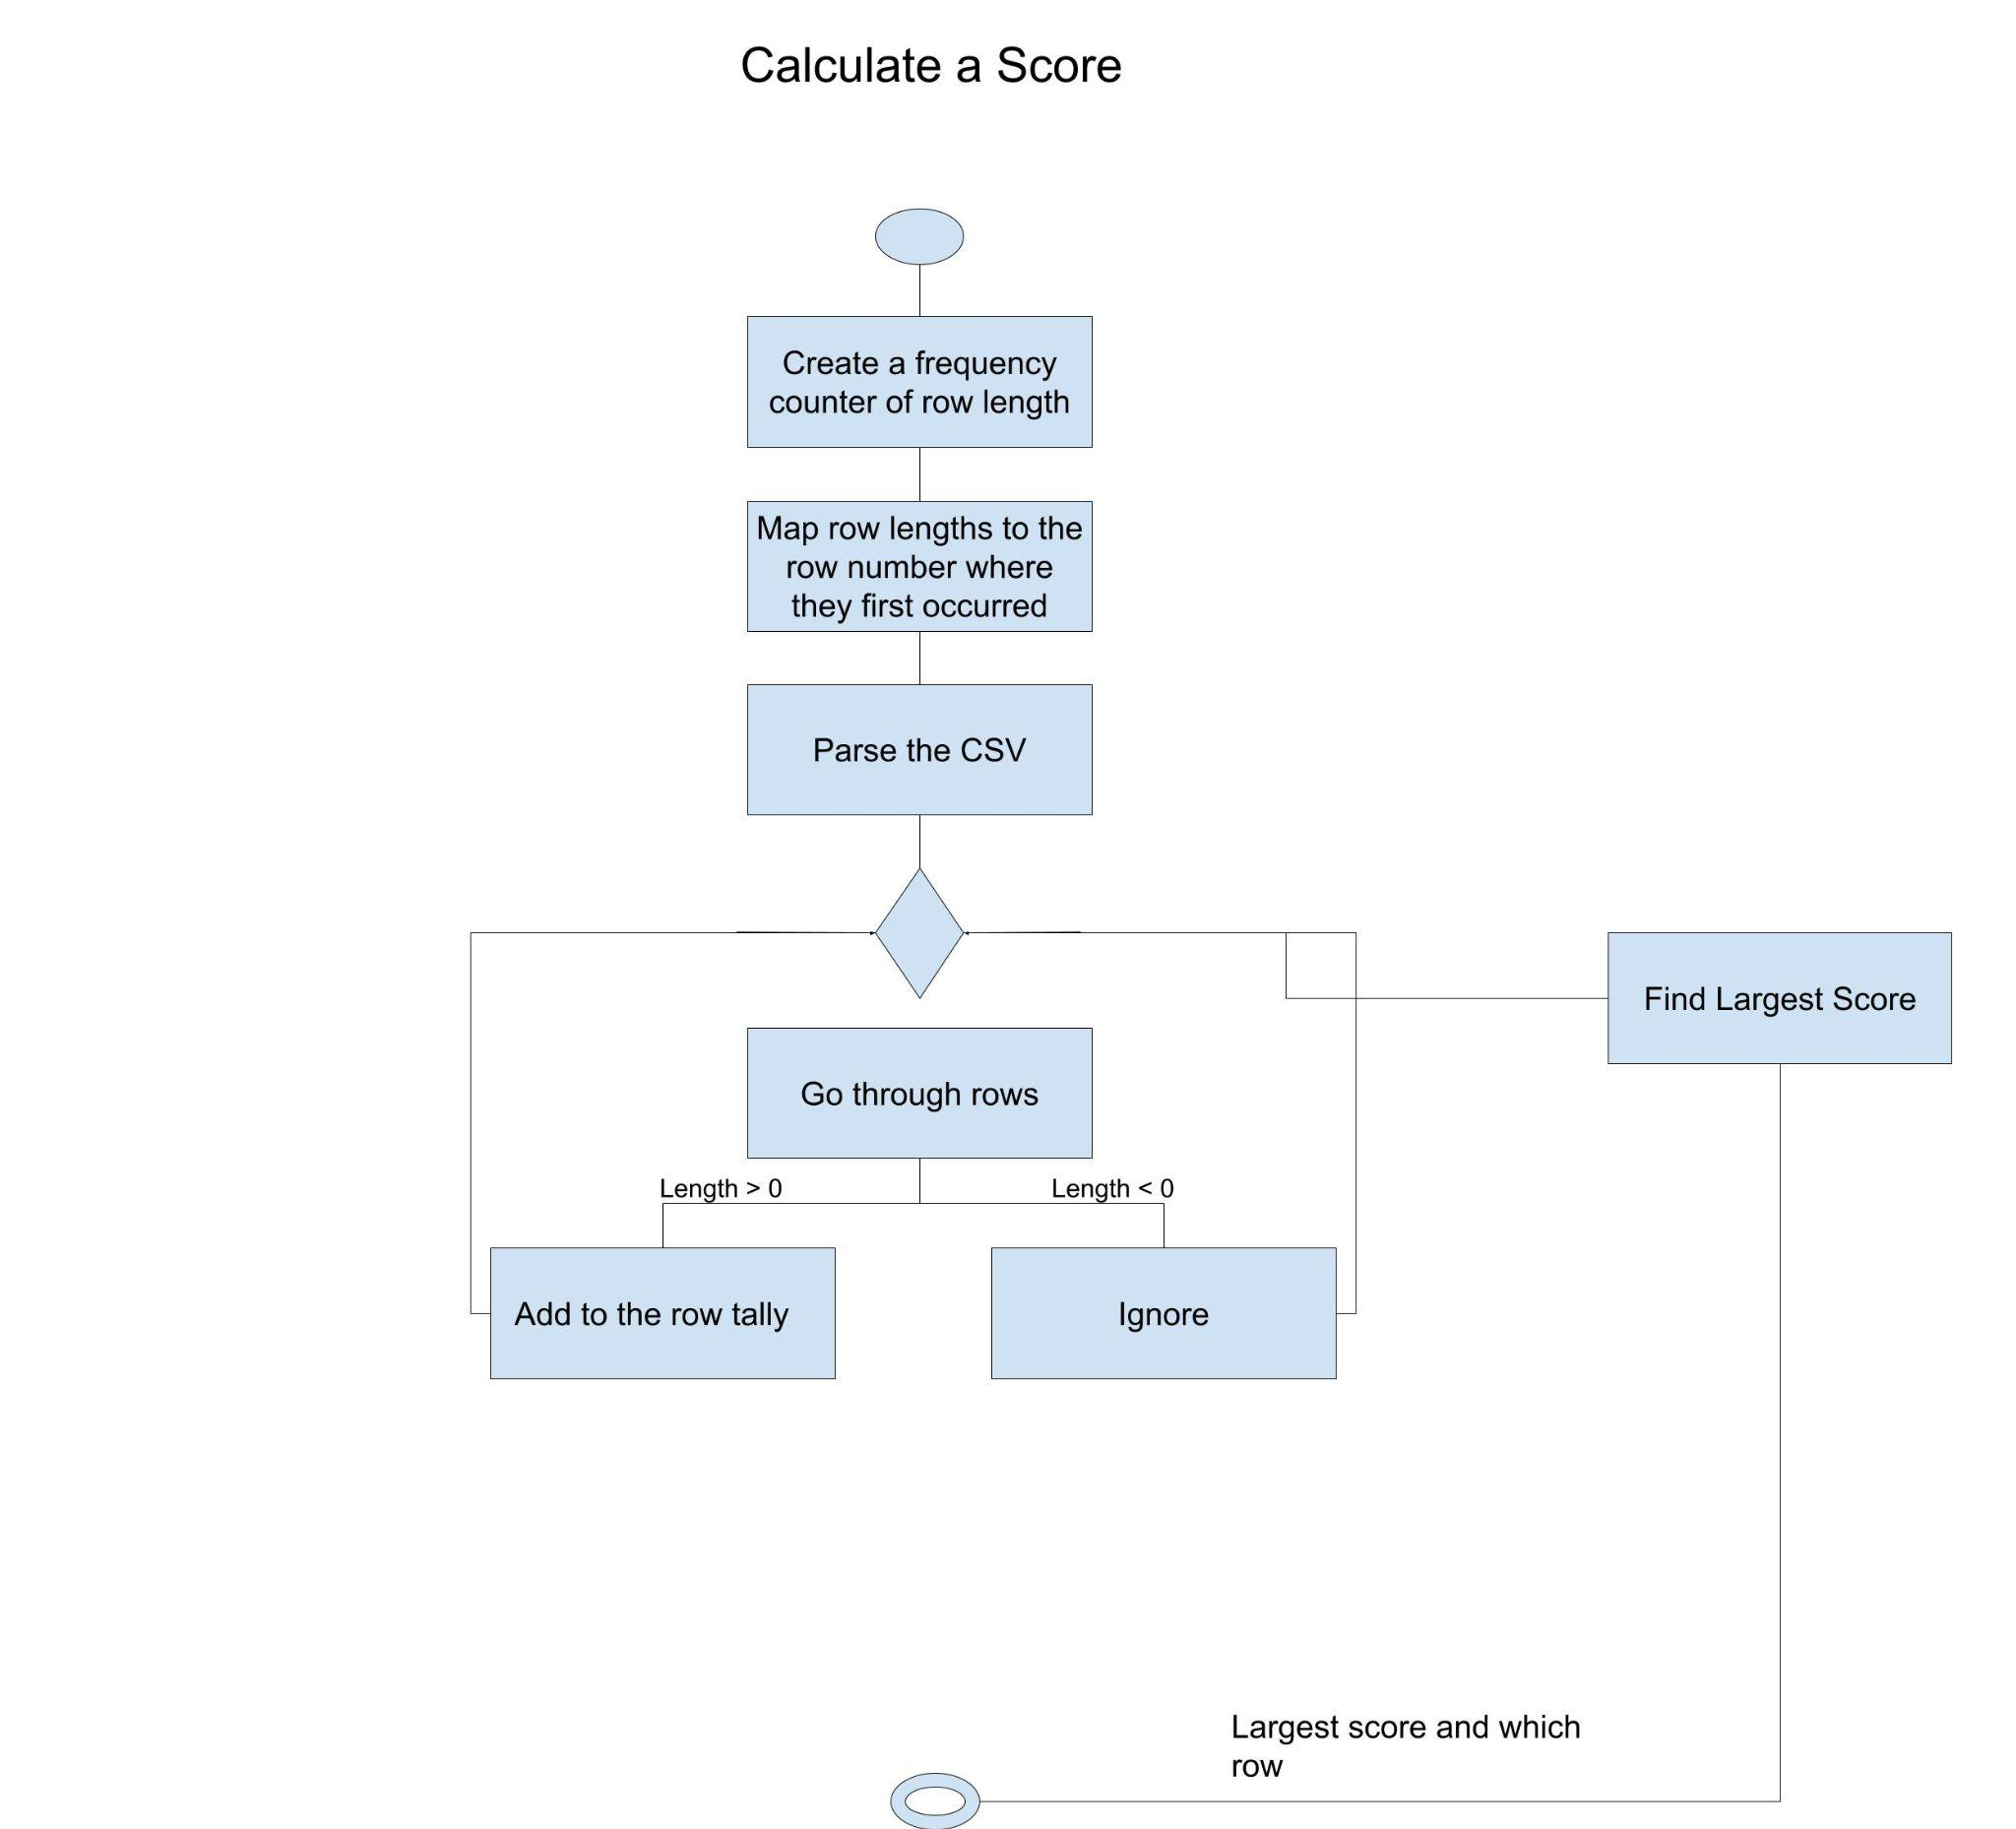 Calculate a Score
Create a frequency
counter of row length
Map row lengths to the
row number where
they first occurred
Parse the CSV
Find Largest Score
Go through rows
Length > 0
Length < 0
Add to the row tally
Ignore
Largest score and which
row